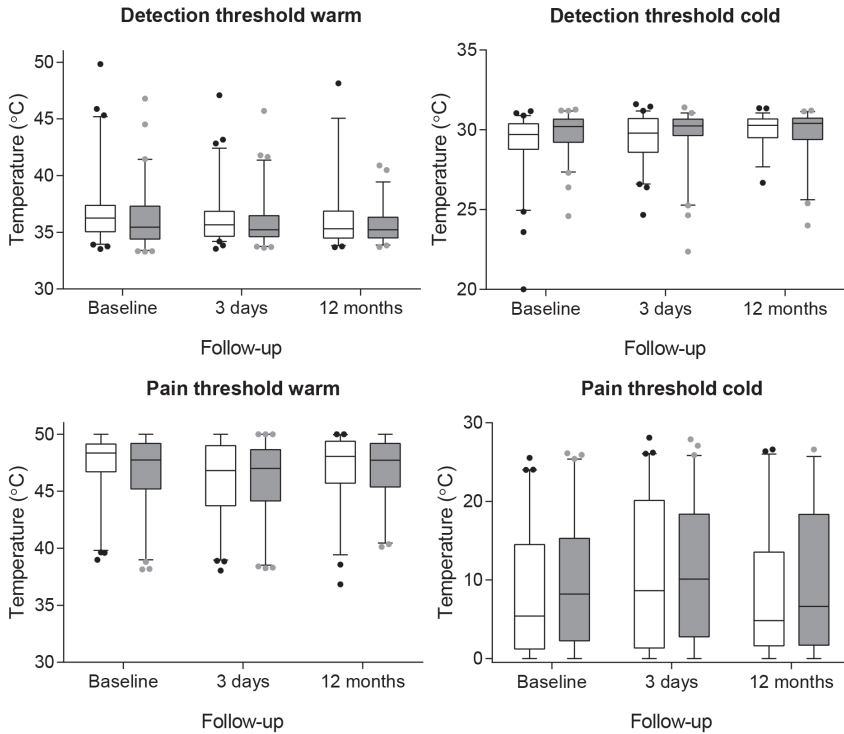 Detection threshold warm
Temperature (°C)
50
45
40
35
30
Baseline 3 days 12 months
Follow-up
Detection threshold cold
Temperature (°C)
35
30
25
20
Baseline 3 days 12 months
Follow-up
Pain threshold warm
Temperature (°C)
50
45
40
35
30
Baseline 3 days 12 months
Follow-up
Pain threshold cold
Temperature (°C)
30
20
10
0
Baseline 3 days 12 months
Follow-up